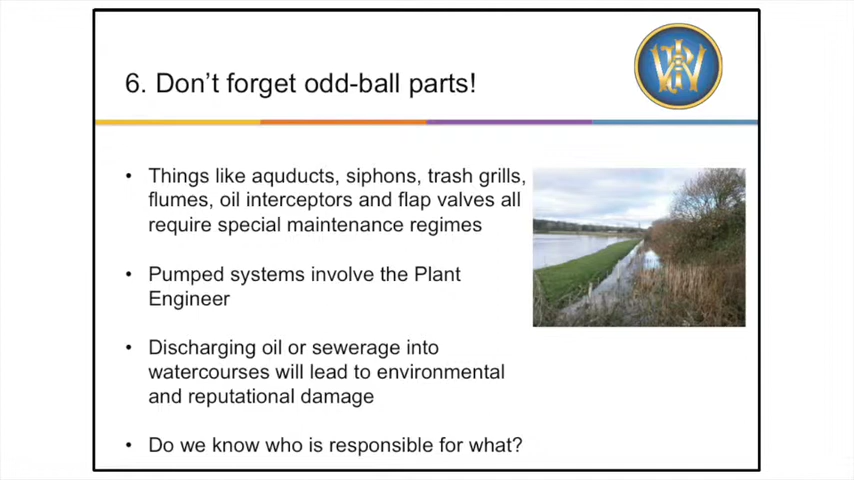 6. Don't forget odd-ball parts!
• Things like aquducts, siphons, trash grills,
flumes, oil interceptors and flap valves all
require special maintenance regimes
• Pumped systems involve the Plant
Engineer
• Discharging oil or sewerage into
watercourses will lead to environmental
and reputational damage
• Do we know who is responsible for what?